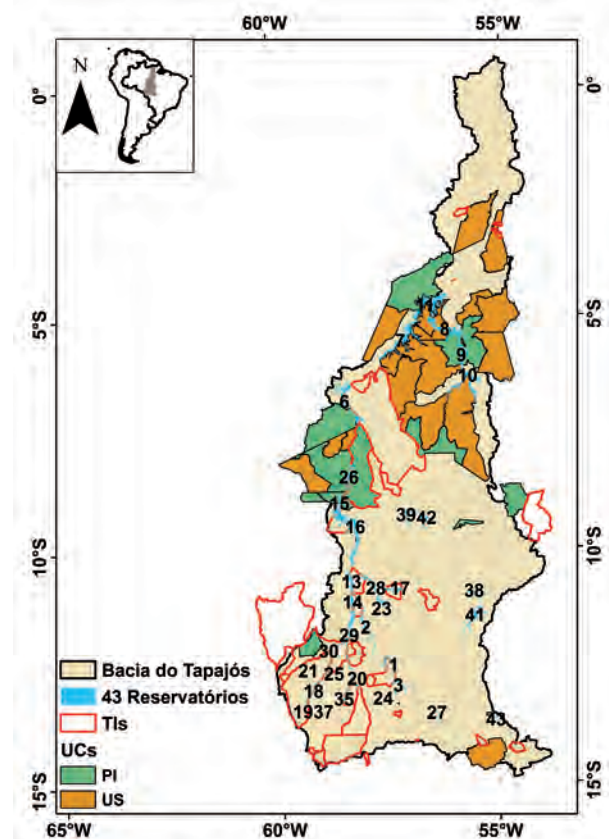 60°W 55°W
N
0°
0°
11
5°S
5°S
8
7
9
10
6
26
15
39 42
16
10°S
10°S
13 28 17
38
14 23
41
2
29
30
1
Bacia do Tapajós
21 25 20
3
43 Reservatórios
18 35 24
TIs
19 37
27
43
UCs
PI
US
15°S
15°S
65°W 60°W 55°W